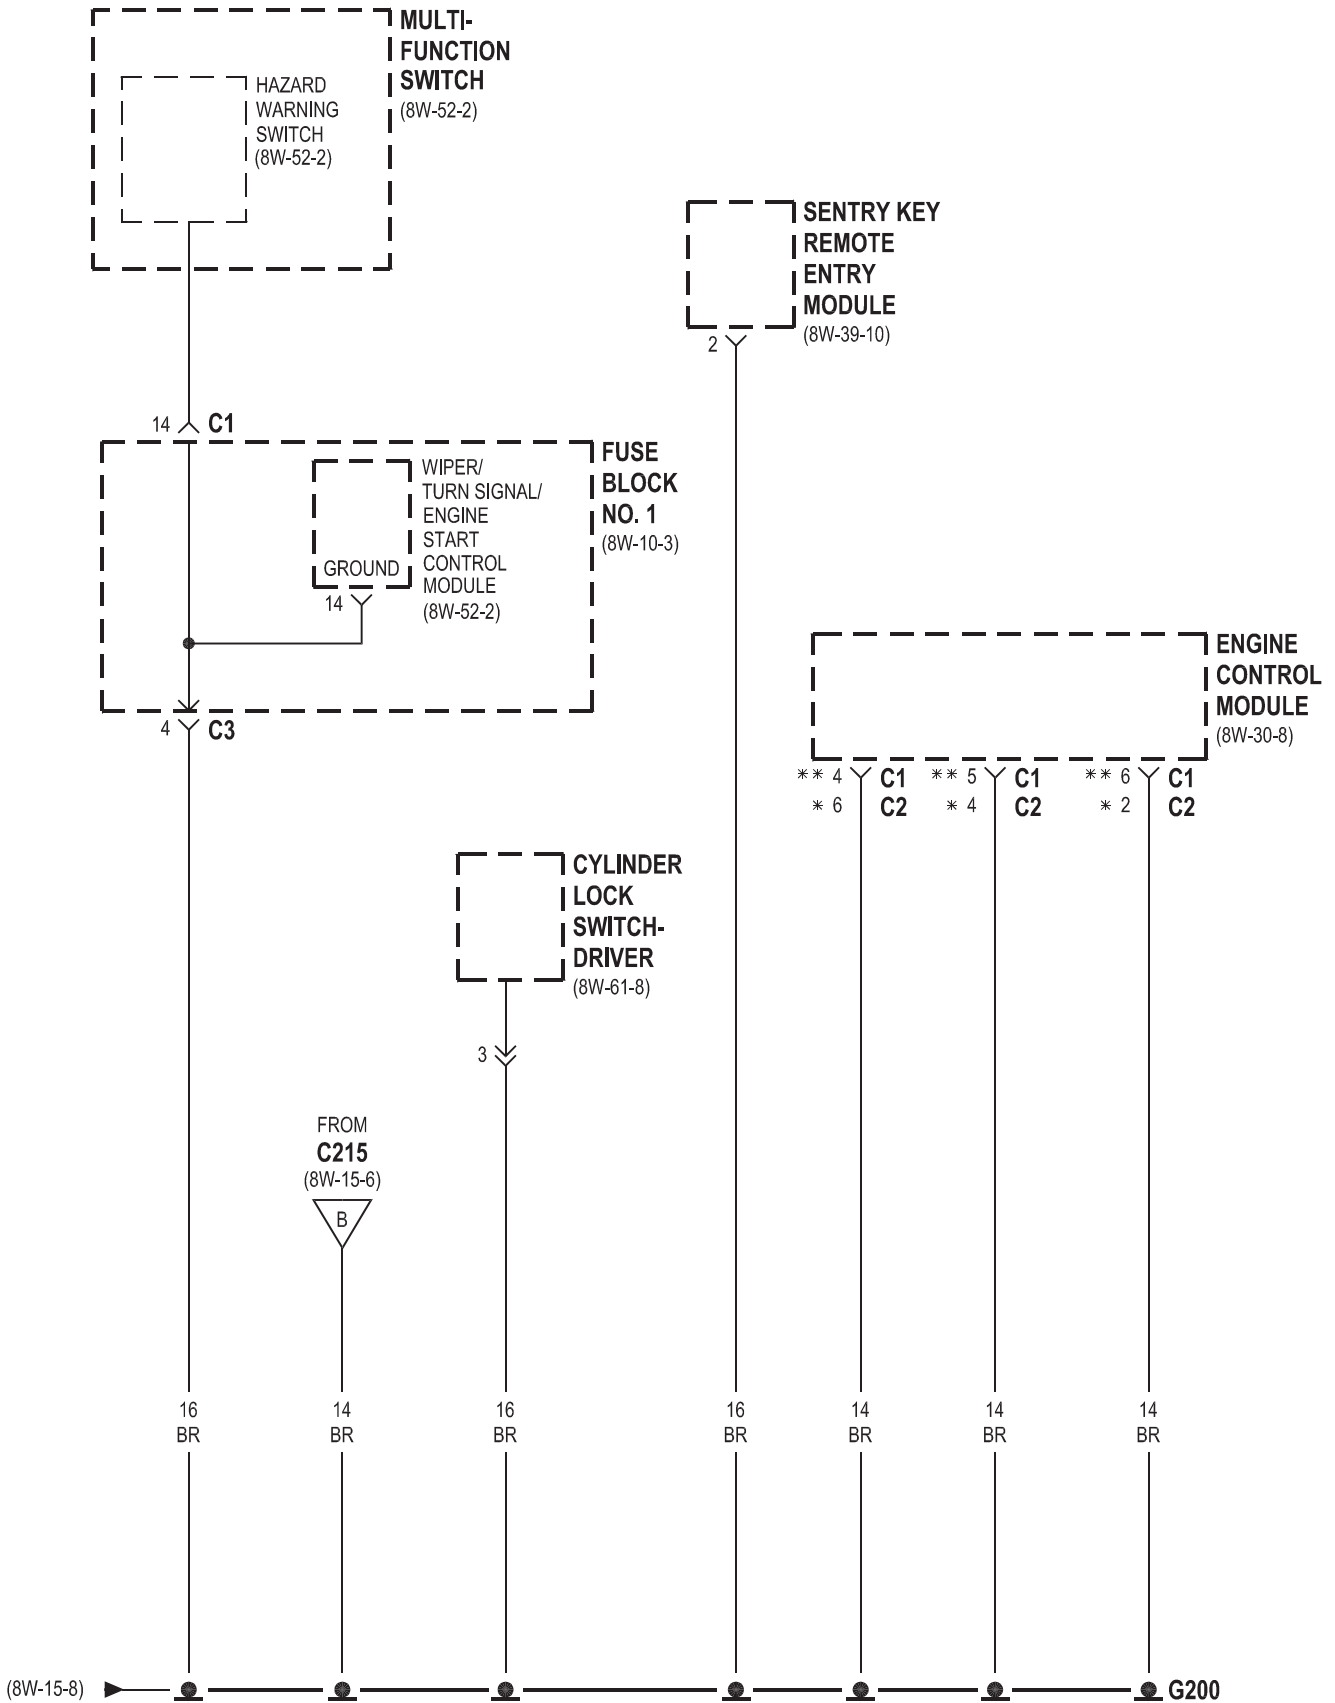 MULTI-
FUNCTION
SWITCH
(8W-52-2)
HAZARD
WARNING
SWITCH
(8W-52-2)
SENTRY KEY
REMOTE
ENTRY
MODULE
(8W-39-10)
2
14 C1
FUSE
BLOCK
NO. 1
(8W-10-3)
WIPER/
TURN SIGNAL/
ENGINE
START
CONTROL
MODULE
(8W-52-2)
GROUND
14
4 C3
ENGINE
CONTROL
MODULE
(8W-30-8)
** 4 C1 ** 5 C1 ** 6 C1
* 6 C2 * 4 C2 * 2 C2
CYLINDER
LOCK
SWITCH-
DRIVER
(8W-61-8)
3
FROM
C215
(8W-15-6)
B
16 14 16 16 14 14 14
BR BR BR BR BR BR BR
(8W-15-8) G200